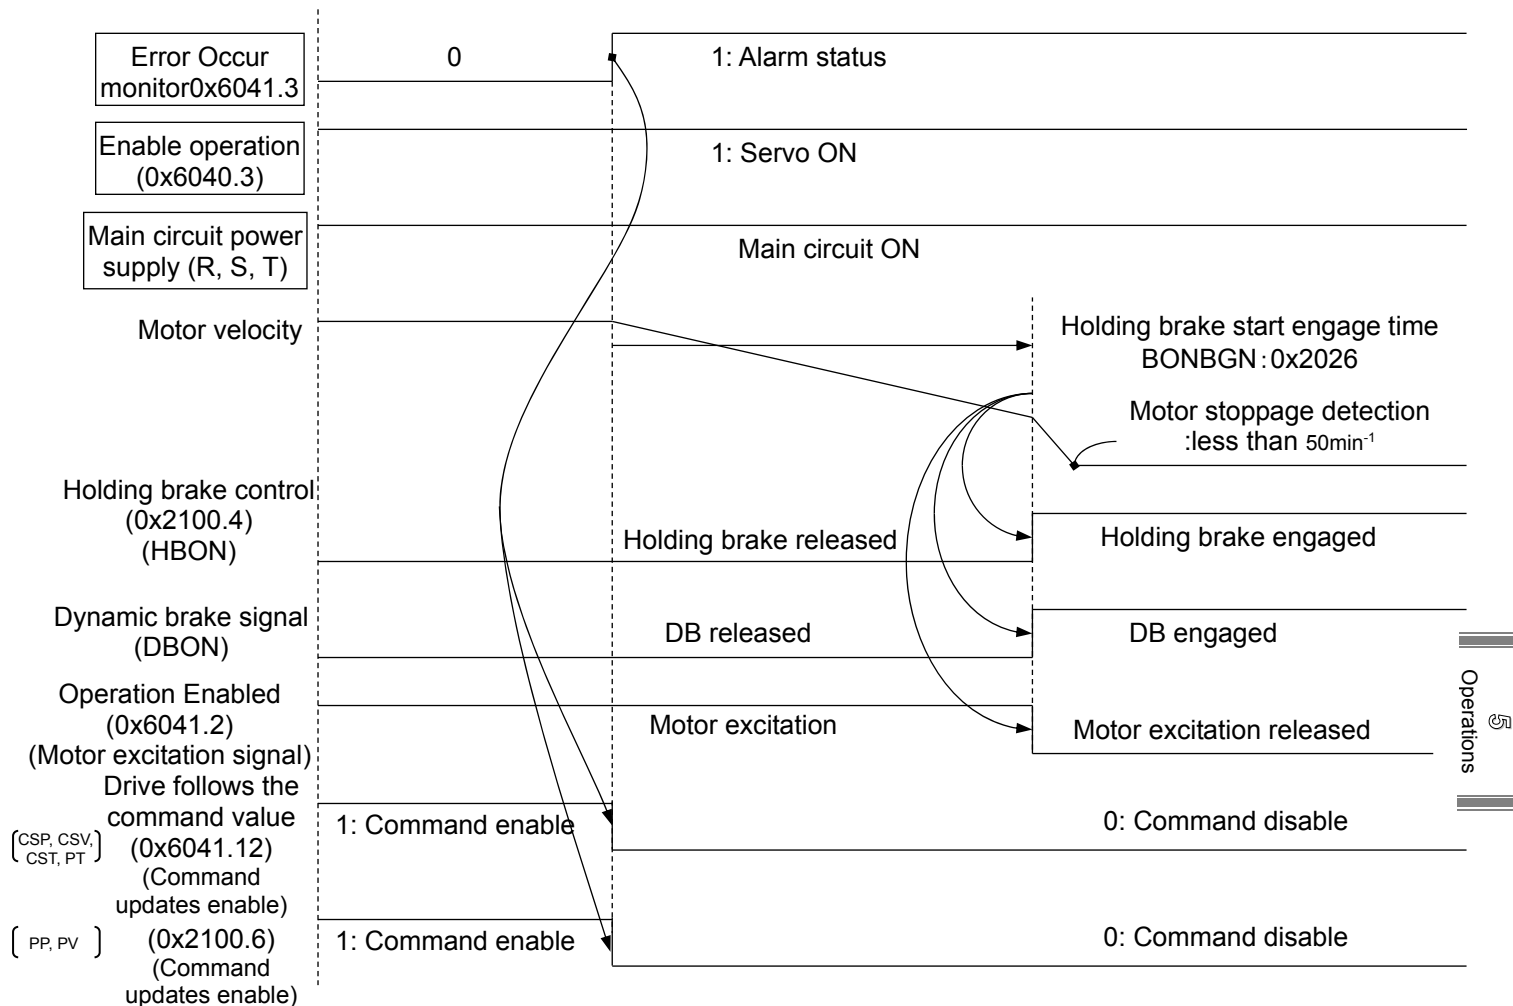 Error Occur
monitor0x6041.3
0
1: Alarm status
Enable operation
(0x6040.3)
1: Servo ON
Main circuit power
supply (R, S, T)
Main circuit ON
Motor velocity
Holding brake start engage time
BONBGN:0x2026
Motor stoppage detection
:less than 50min-1
Holding brake control
(0x2100.4)
(HBON)
Holding brake released
Holding brake engaged
Dynamic brake signal
(DBON)
DB released
DB engaged
Operation Enabled
(0x6041.2)
(Motor excitation signal)
Motor excitation
Motor excitation released
Drive follows the
command value
(0x6041.12)
(Command
updates enable)
CSP, CSV,
CST, PT
1: Command enable
0: Command disable
PP, PV
(0x2100.6)
(Command
updates enable)
1: Command enable
0: Command disable
5
Operations